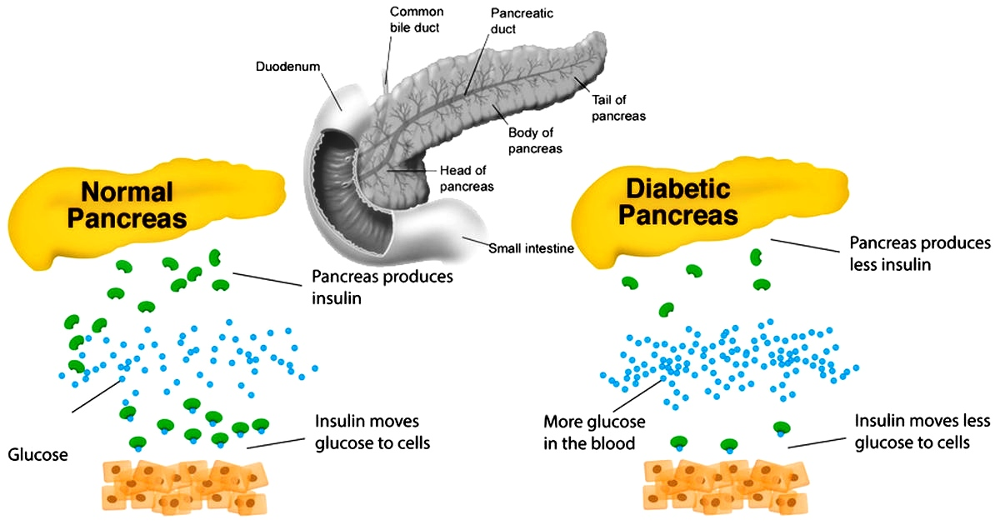 Common
bile duct
Pancreatic
duct
Duodenum
Tail of
pancreas
Body of
pancreas
Head of
pancreas
Small intestine
Normal
Pancreas
Pancreas produces
insulin
Glucose
Insulin moves
glucose to cells
Diabetic
Pancreas
Pancreas produces
less insulin
More glucose
in the blood
Insulin moves less
glucose to cells